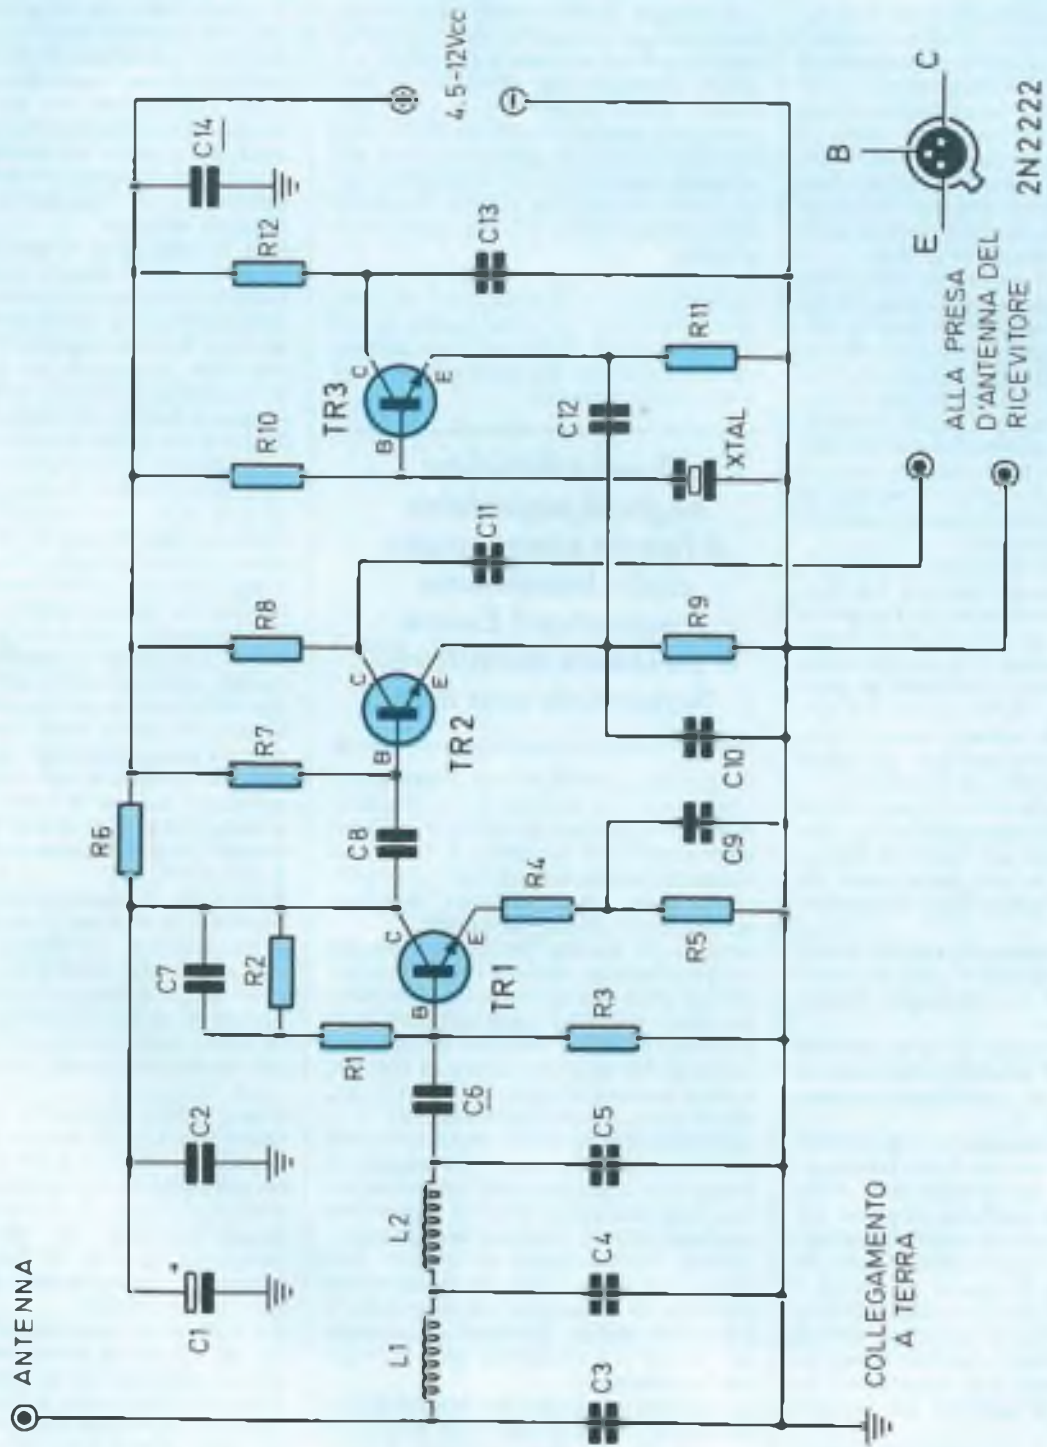 ANTENNA
C1
C2
R6
C14
C7
R2
R7
R8
R10
R12
4.5-12Vcc
R1
C
B
E
TR1
C8
C
B
E
TR2
C11
C
B
E
TR3
C13
L1
L2
C6
R4
C12
C3
C4
C5
R3
R5
C9
C10
R9
XTAL
R11
COLLEGAMENTO
A TERRA
ALLA PRESA
D'ANTENNA DEL
RICEVITORE
B
E
C
2N2222